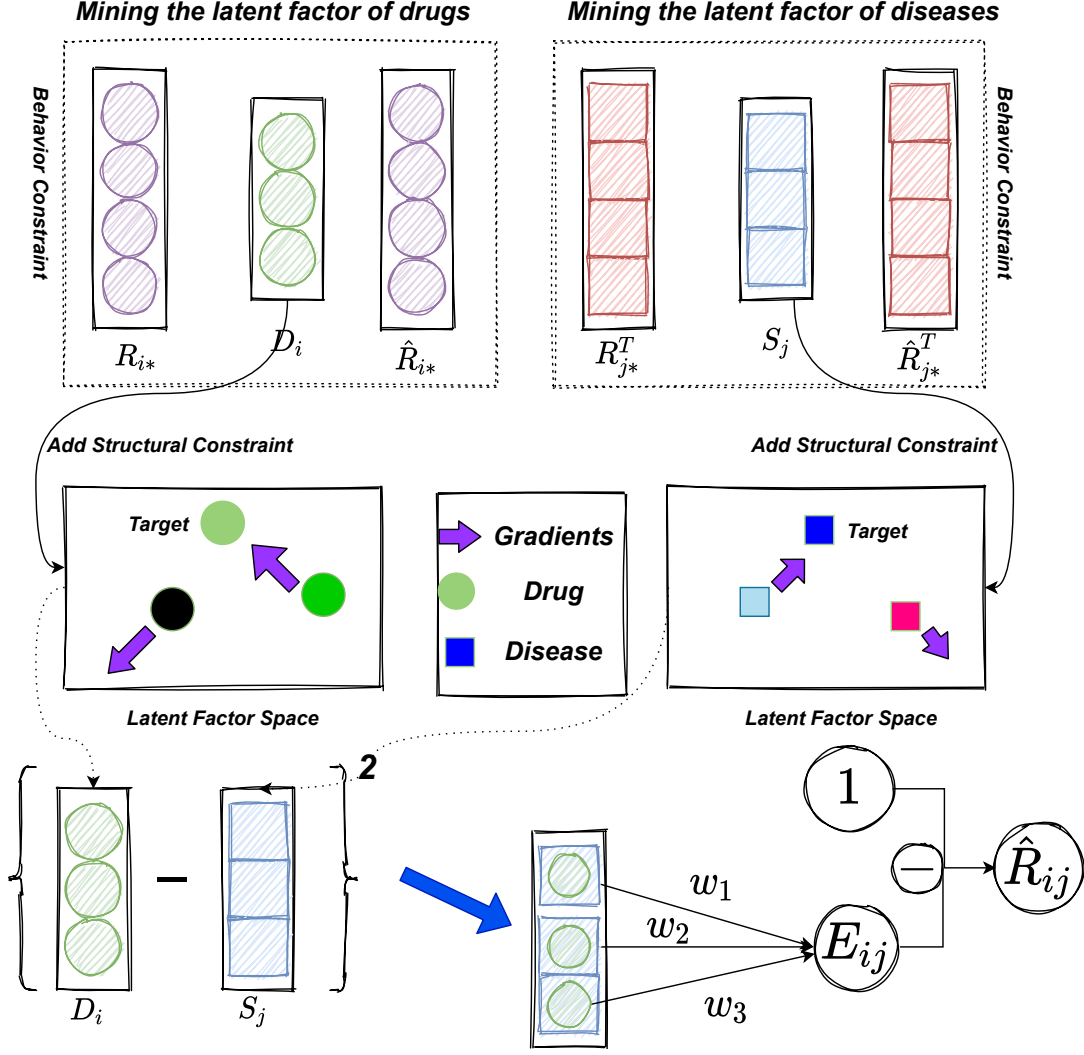 Mining the latent factor of drugs
Mining the latent factor of diseases
Behavior Constraint
Behavior Constraint
$R_{i*}$
$D_i$
$\hat{R}_{i*}$
$R_{j*}^T$
$S_j$
$\hat{R}_{j*}^T$
Add Structural Constraint
Add Structural Constraint
Target
Gradients
Drug
Disease
Target
Latent Factor Space
Latent Factor Space
2
−
$D_i$
$S_j$
$w_1$
$w_2$
$w_3$
1
−
$E_{ij}$
$\hat{R}_{ij}$